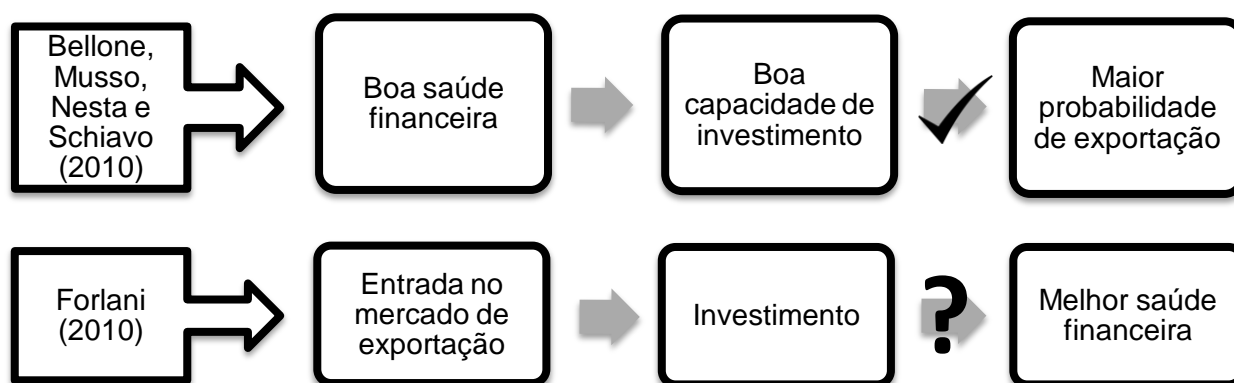 Bellone,
Musso,
Nesta e
Schiavo
(2010)
Boa saúde
financeira
Boa
capacidade de
investimento
Maior
probabilidade
de exportação
Forlani
(2010)
Entrada no
mercado de
exportação
Investimento
?
Melhor saúde
financeira